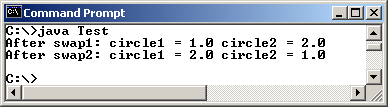 Command Prompt
C:\>java Test
After swap1: circle1 = 1.0 circle2 = 2.0
After swap2: circle1 = 2.0 circle2 = 1.0
C:\>